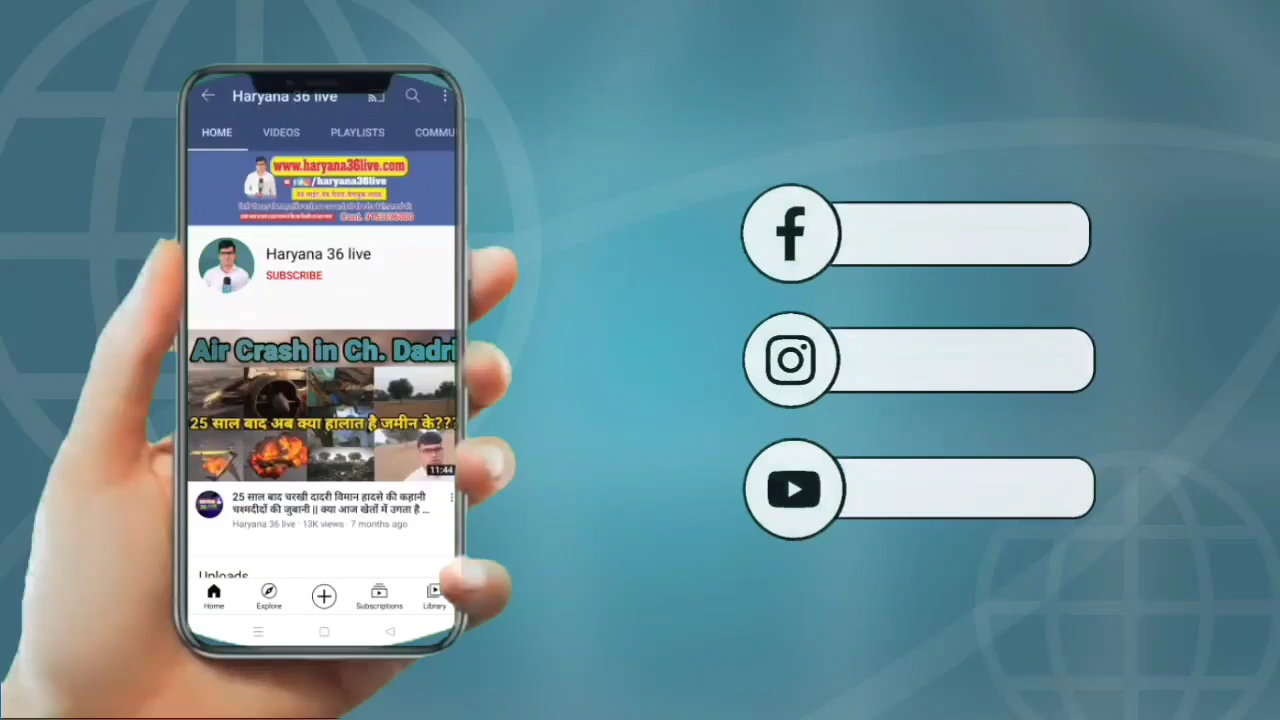 Haryana 36 live
HOME VIDEOS PLAYLISTS COMMU
www.haryana36live.com
/haryana36live
Haryana 36 live
SUBSCRIBE
Air Crash in Ch. Dadri
25 साल बाद अब क्या हालात है जमीन के???
11:44
25 साल बाद चरखी दादरी विमान हादसे की कहानी
चश्मदीदों की जुबानी || क्या आज खेतों में उगता है ...
Haryana 36 live · 13K views · 7 months ago
Uploads
Home Explore Subscriptions Library